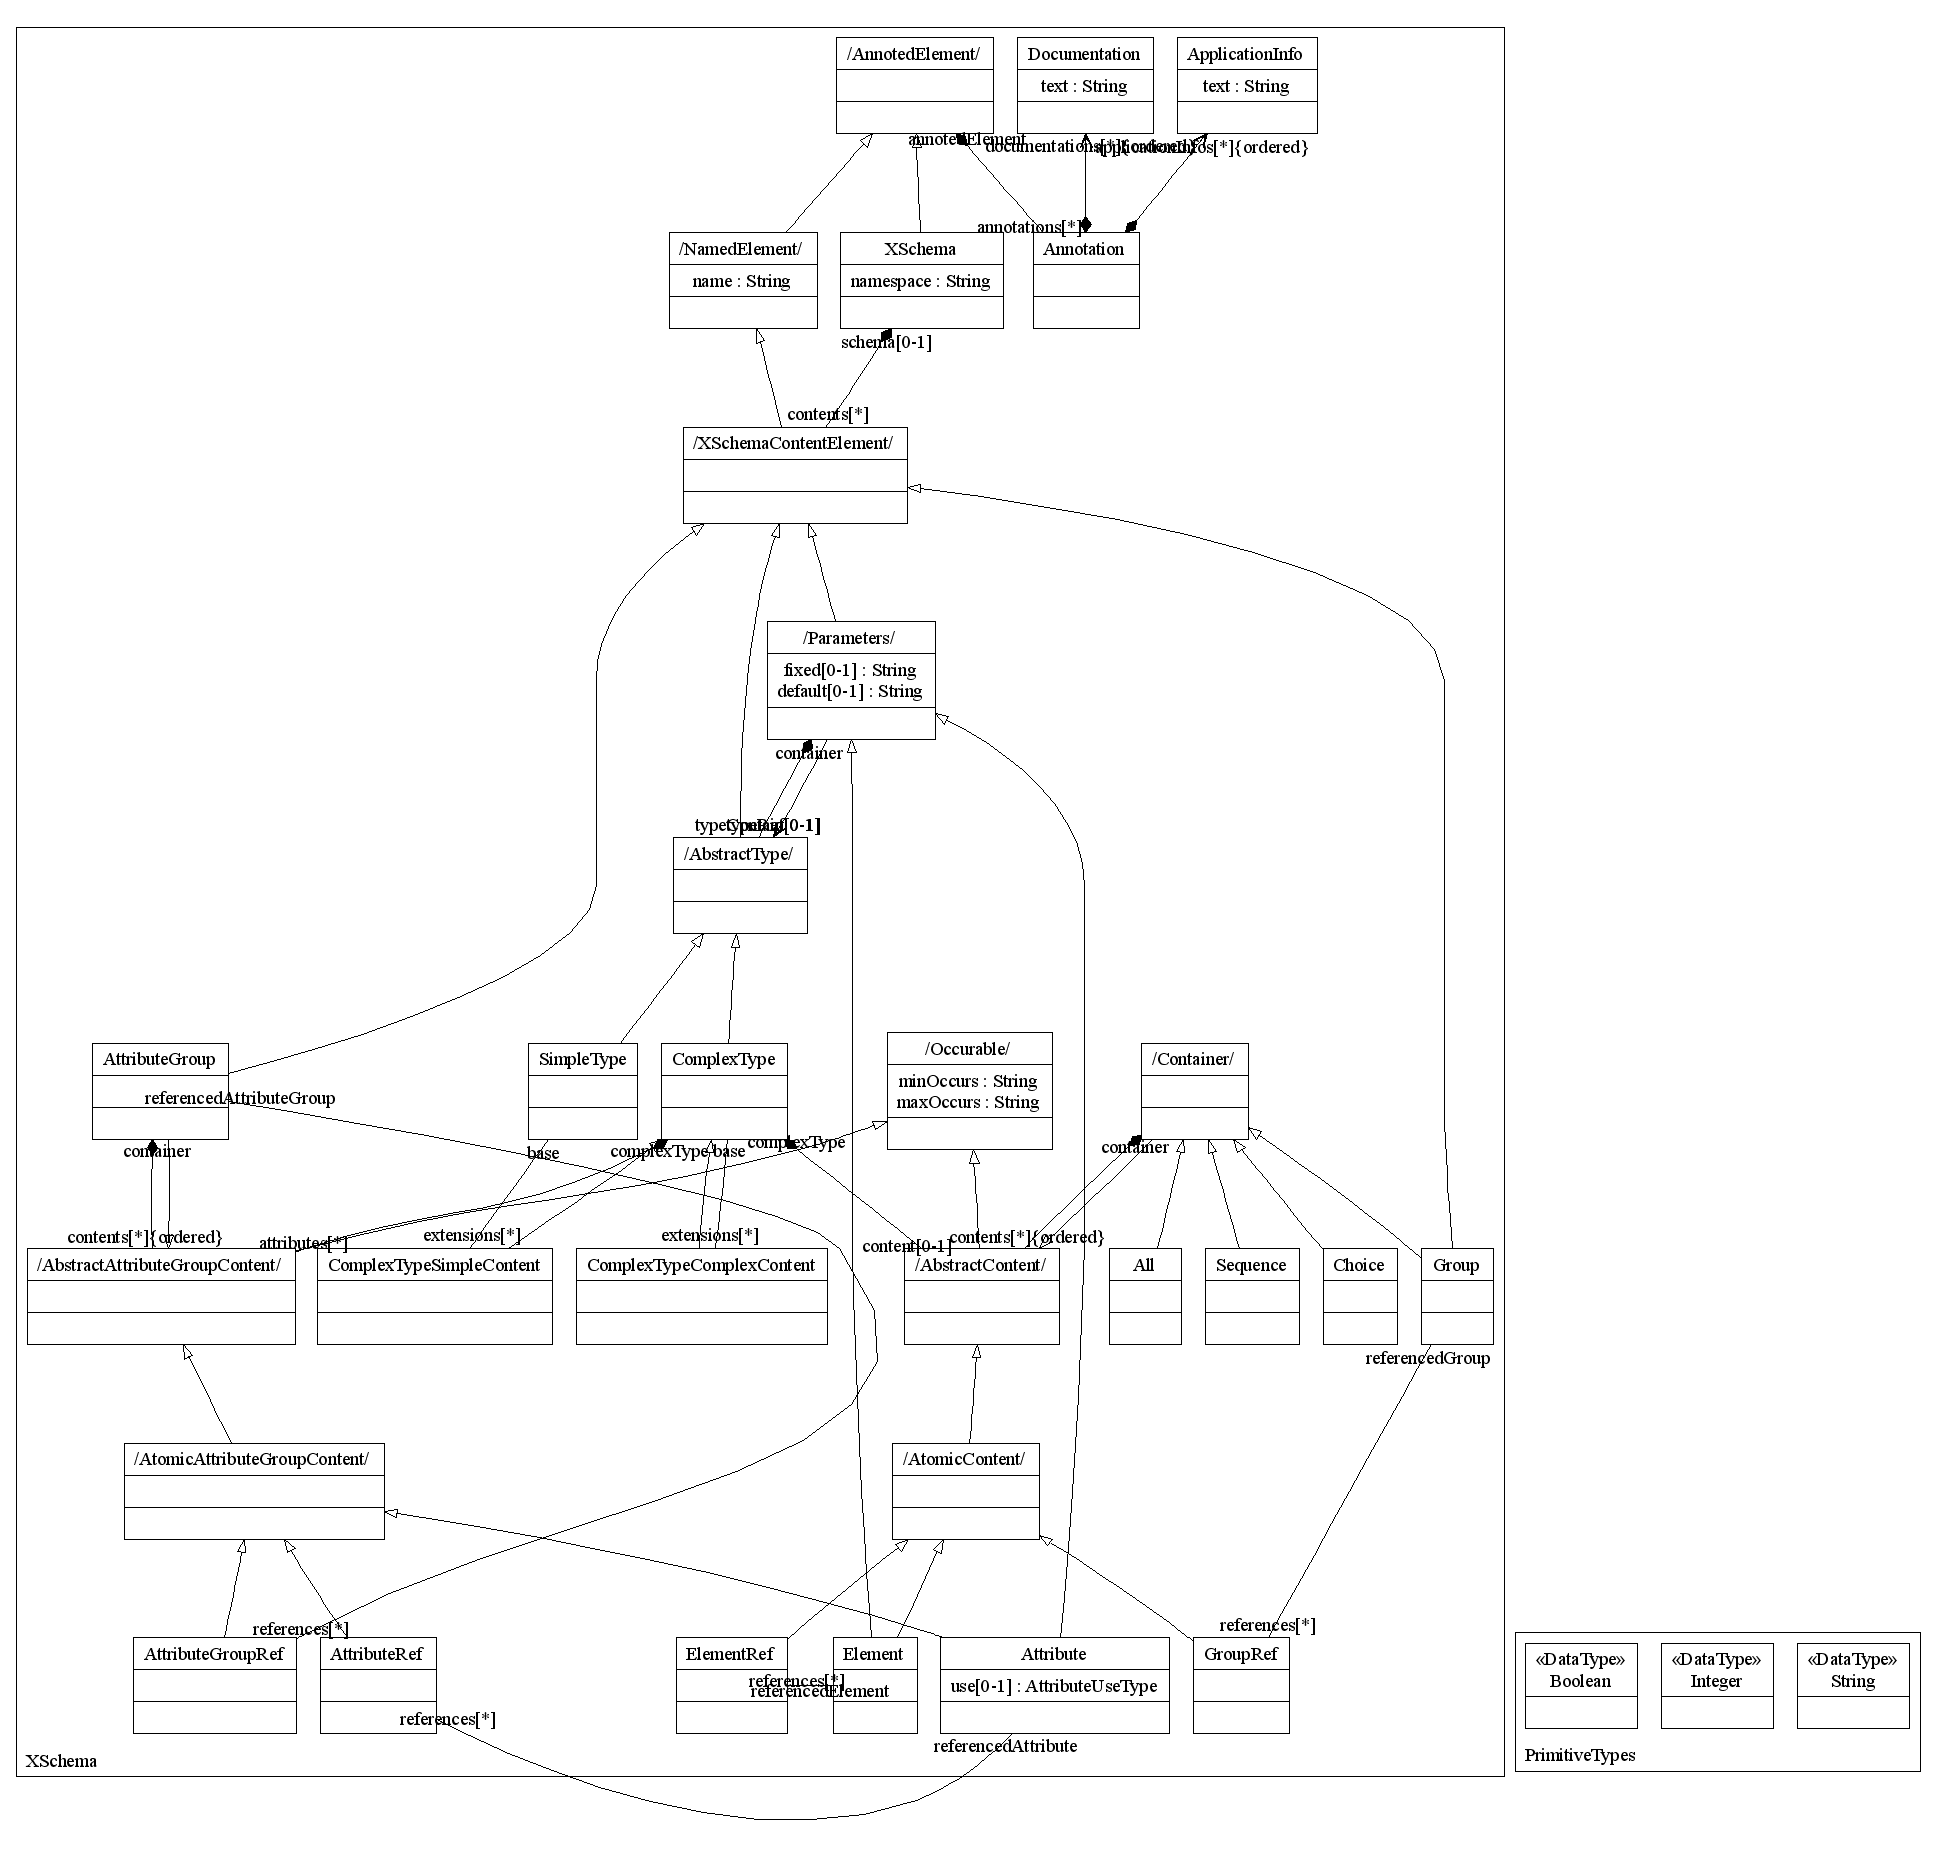 /AnnotedElement/
Documentation
text : String
ApplicationInfo
text : String
annotedElement
documentations[*]{ordered}
applicationInfos[*]{ordered}
annotations[*]
/NamedElement/
name : String
XSchema
namespace : String
Annotation
schema[0-1]
contents[*]
/XSchemaContentElement/
/Parameters/
fixed[0-1] : String
default[0-1] : String
container
[0-1]
/AbstractType/
AttributeGroup
SimpleType
ComplexType
/Occurable/
minOccurs : String
maxOccurs : String
/Container/
referencedAttributeGroup
container
base
complexType
base
complexType
container
contents[*]{ordered}
attributes[*]
extensions[*]
extensions[*]
content[0-1]
contents[*]{ordered}
/AbstractAttributeGroupContent/
ComplexTypeSimpleContent
ComplexTypeComplexContent
/AbstractContent/
All
Sequence
Choice
Group
referencedGroup
/AtomicAttributeGroupContent/
/AtomicContent/
references[*]
references[*]
AttributeGroupRef
AttributeRef
ElementRef
Element
Attribute
use[0-1] : AttributeUseType
GroupRef
references[*]
referencedElement
references[*]
referencedAttribute
XSchema
«DataType»
Boolean
«DataType»
Integer
«DataType»
String
PrimitiveTypes